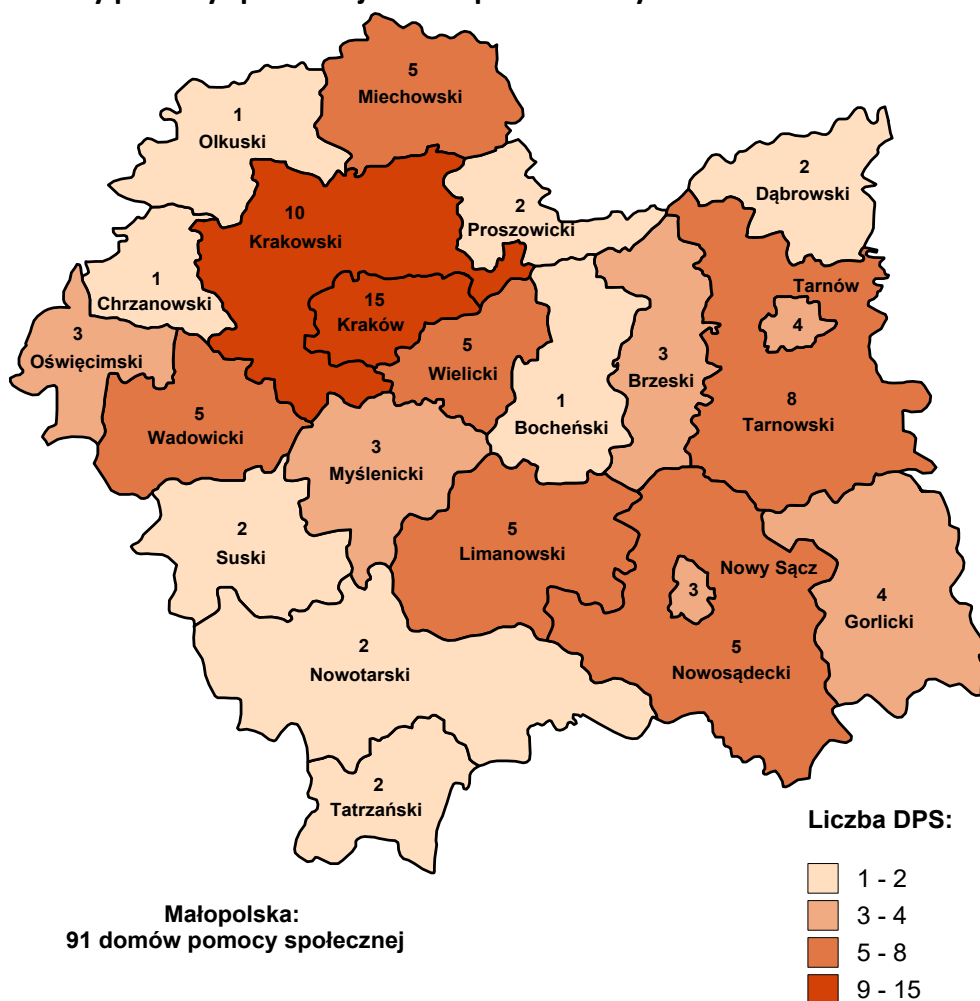 5
Miechowski
1
Olkuski
2
Dąbrowski
10
Krakowski
2
Proszowicki
1
Chrzanowski
Tarnów
4
15
Kraków
3
Oświęcimski
5
Wielicki
3
Brzeski
8
Tarnowski
5
Wadowicki
1
Bocheński
3
Myślenicki
2
Suski
5
Limanowski
Nowy Sącz
3
4
Gorlicki
2
Nowotarski
5
Nowosądecki
2
Tatrzański
Liczba DPS:
1 - 2
3 - 4
5 - 8
9 - 15
Małopolska:
91 domów pomocy społecznej